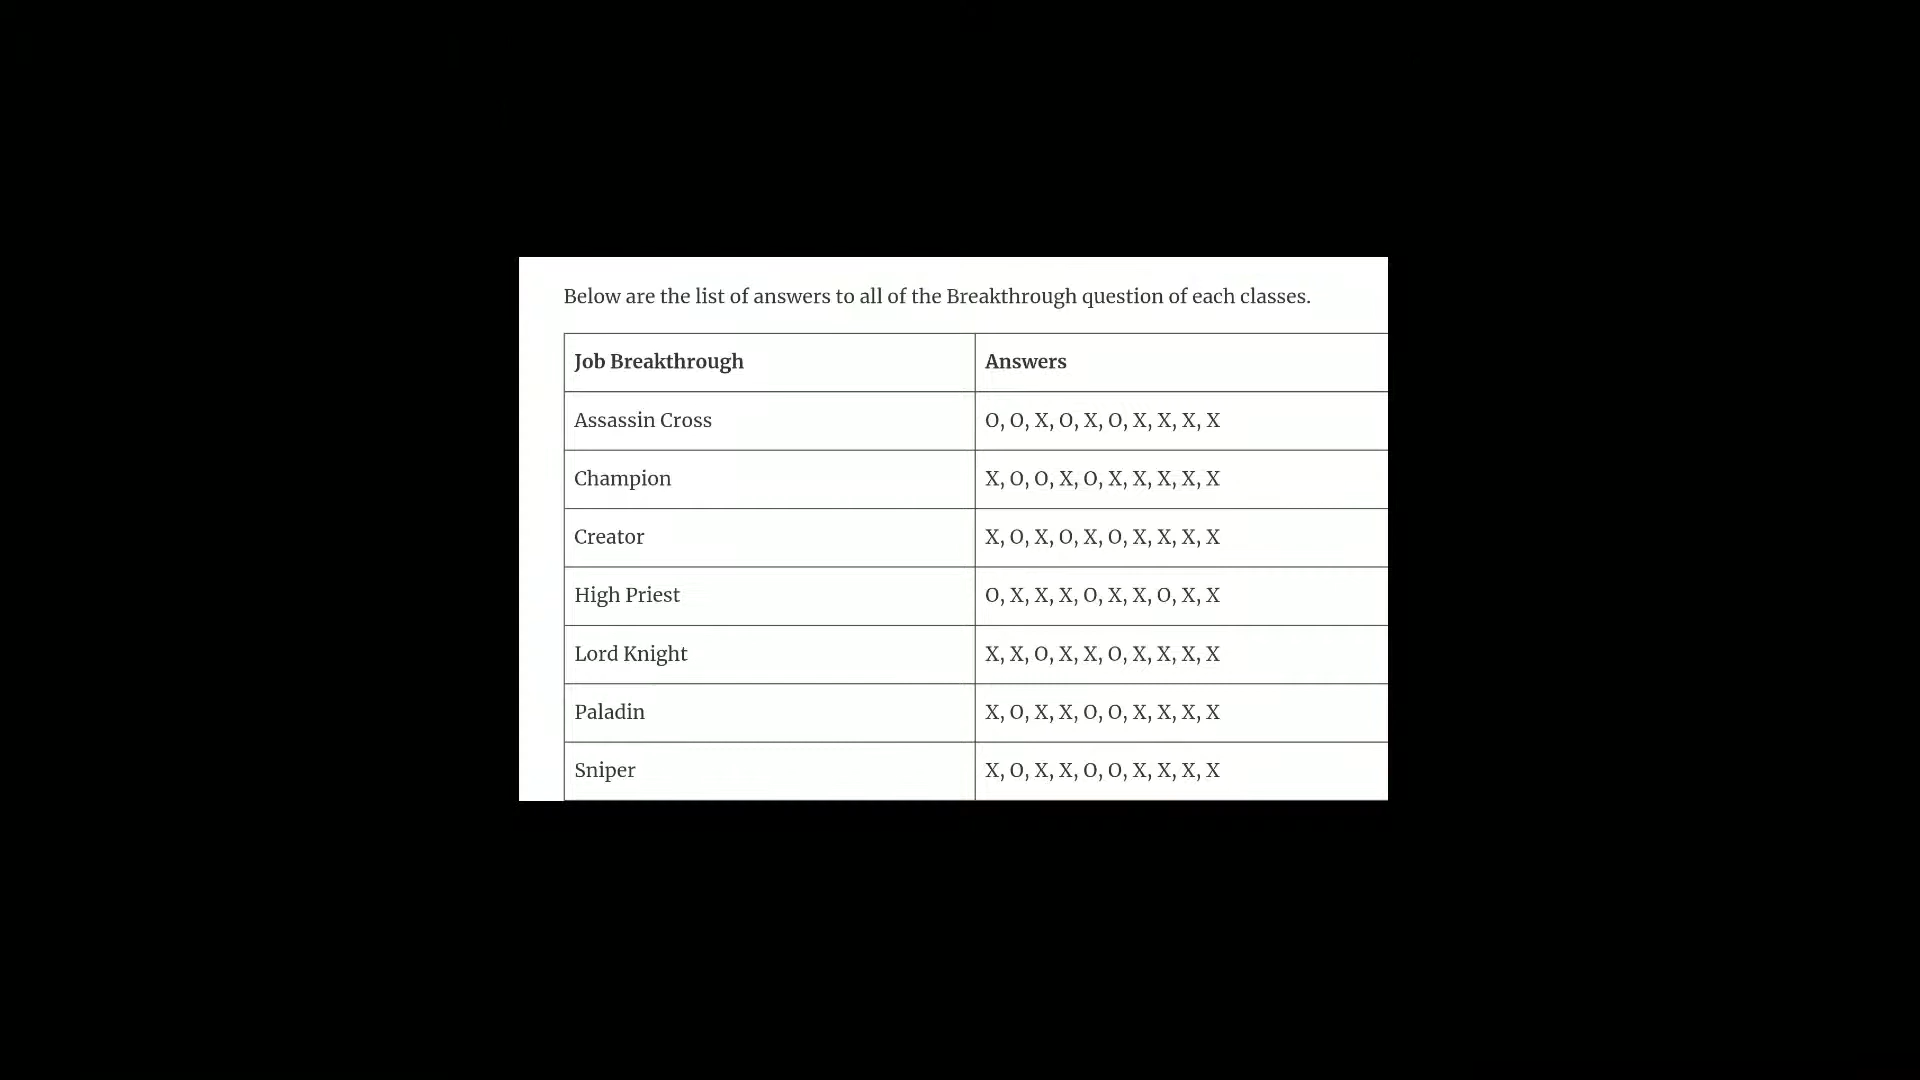 Below are the list of answers to all of the Breakthrough question of each classes.
Job Breakthrough Answers
Assassin Cross O, O, X, O, X, O, X, X, X, X
Champion X, O, O, X, O, X, X, X, X, X
Creator X, O, X, O, X, O, X, X, X, X
High Priest O, X, X, X, O, X, X, O, X, X
Lord Knight X, X, O, X, X, O, X, X, X, X
Paladin X, O, X, X, O, O, X, X, X, X
Sniper X, O, X, X, O, O, X, X, X, X